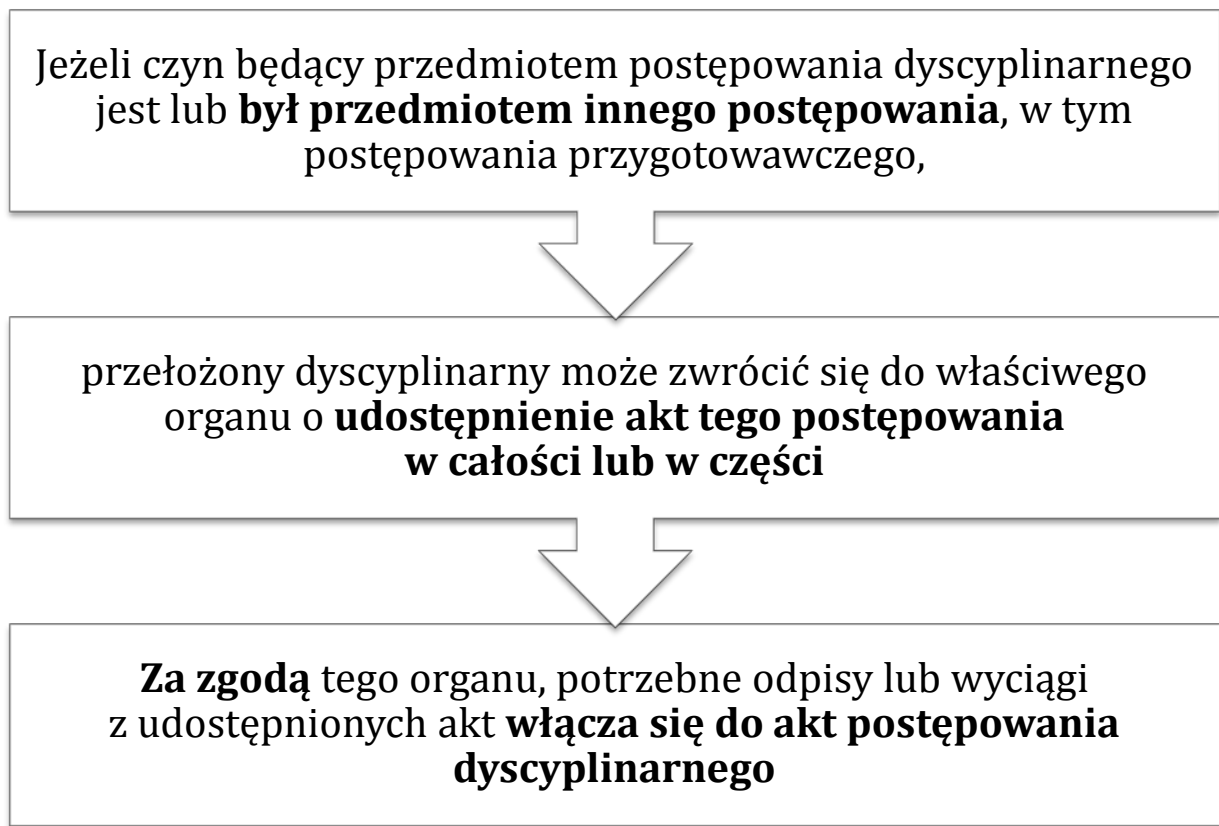 Jeżeli czyn będący przedmiotem postępowania dyscyplinarnego
jest lub był przedmiotem innego postępowania, w tym
postępowania przygotowawczego,
przełożony dyscyplinarny może zwrócić się do właściwego
organu o udostępnienie akt tego postępowania
w całości lub w części
Za zgodą tego organu, potrzebne odpisy lub wyciągi
z udostępnionych akt włącza się do akt postępowania
dyscyplinarnego